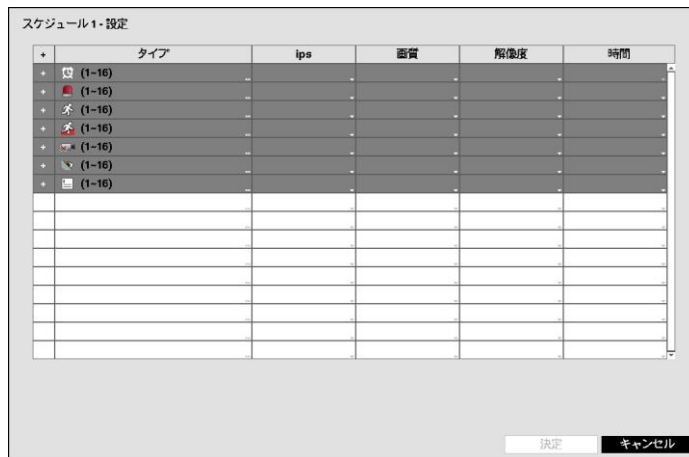 スケジュール 1 - 設定
+ タイプ ips 画質 解像度 時間
+ (1~16)
+ (1~16)
+ (1~16)
+ (1~16)
+ (1~16)
+ (1~16)
+ (1~16)
決定 キャンセル